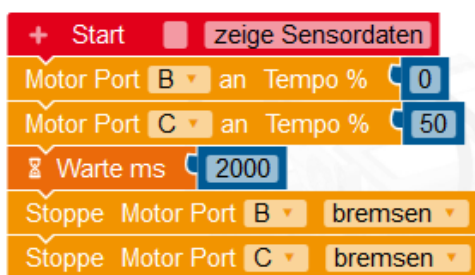 + Start zeige Sensordaten
Motor Port B an Tempo % 0
Motor Port C an Tempo % 50
Warte ms 2000
Stoppe Motor Port B bremsen
Stoppe Motor Port C bremsen